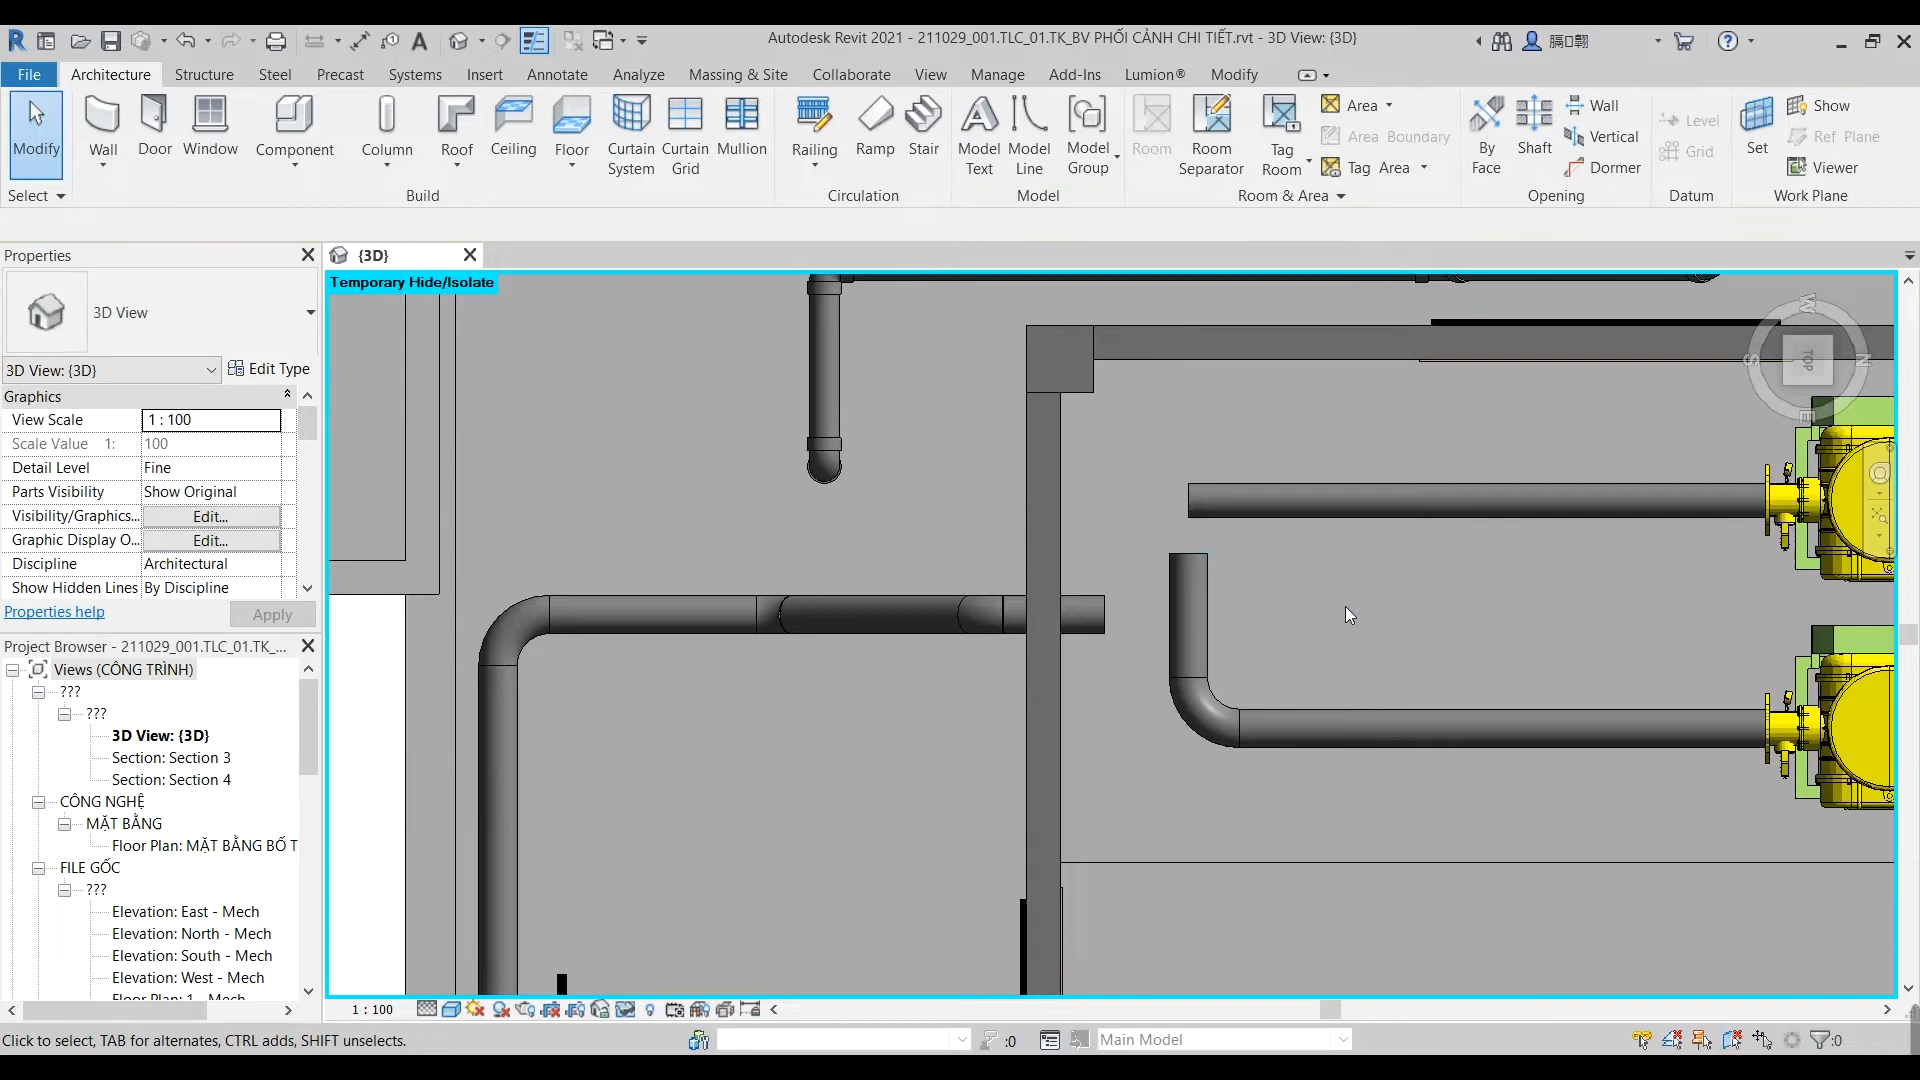 Autodesk Revit 2021 - 211029_001.TLC_01.TK_BV PHỐI CẢNH CHI TIẾT.rvt - 3D View: {3D}
File Architecture Structure Steel Precast Systems Insert Annotate Analyze Massing & Site Collaborate View Manage Add-Ins Lumion® Modify
Modify Wall Door Window Component Column Roof Ceiling Floor Curtain System Curtain Grid Mullion Railing Ramp Stair Model Text Model Line Model Group Room Room Separator Tag Room
Area
Area Boundary
Tag Area
By Face Shaft
Wall
Vertical
Dormer
Level
Grid
Set
Show
Ref Plane
Viewer
Select Build Circulation Model Room & Area Opening Datum Work Plane
Properties
{3D}
Temporary Hide/Isolate
3D View
3D View: {3D} Edit Type
Graphics
View Scale 1 : 100
Scale Value 1: 100
Detail Level Fine
Parts Visibility Show Original
Visibility/Graphics... Edit...
Graphic Display O... Edit...
Discipline Architectural
Show Hidden Lines By Discipline
Properties help Apply
Project Browser - 211029_001.TLC_01.TK_...
Views (CÔNG TRÌNH)
???
???
3D View: {3D}
Section: Section 3
Section: Section 4
CÔNG NGHỆ
MẶT BẰNG
Floor Plan: MẶT BẰNG BỐ T
FILE GỐC
???
Elevation: East - Mech
Elevation: North - Mech
Elevation: South - Mech
Elevation: West - Mech
Floor Plan: 1 - Mech
W
S TOP N
E
1 : 100
Click to select, TAB for alternates, CTRL adds, SHIFT unselects.
:0
Main Model
:0